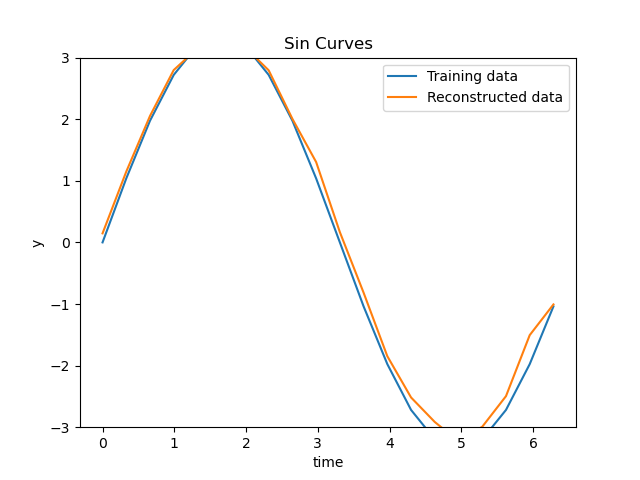 Sin Curves
Training data
Reconstructed data
3
2
1
0
−1
−2
−3
y
0
1
2
3
4
5
6
time